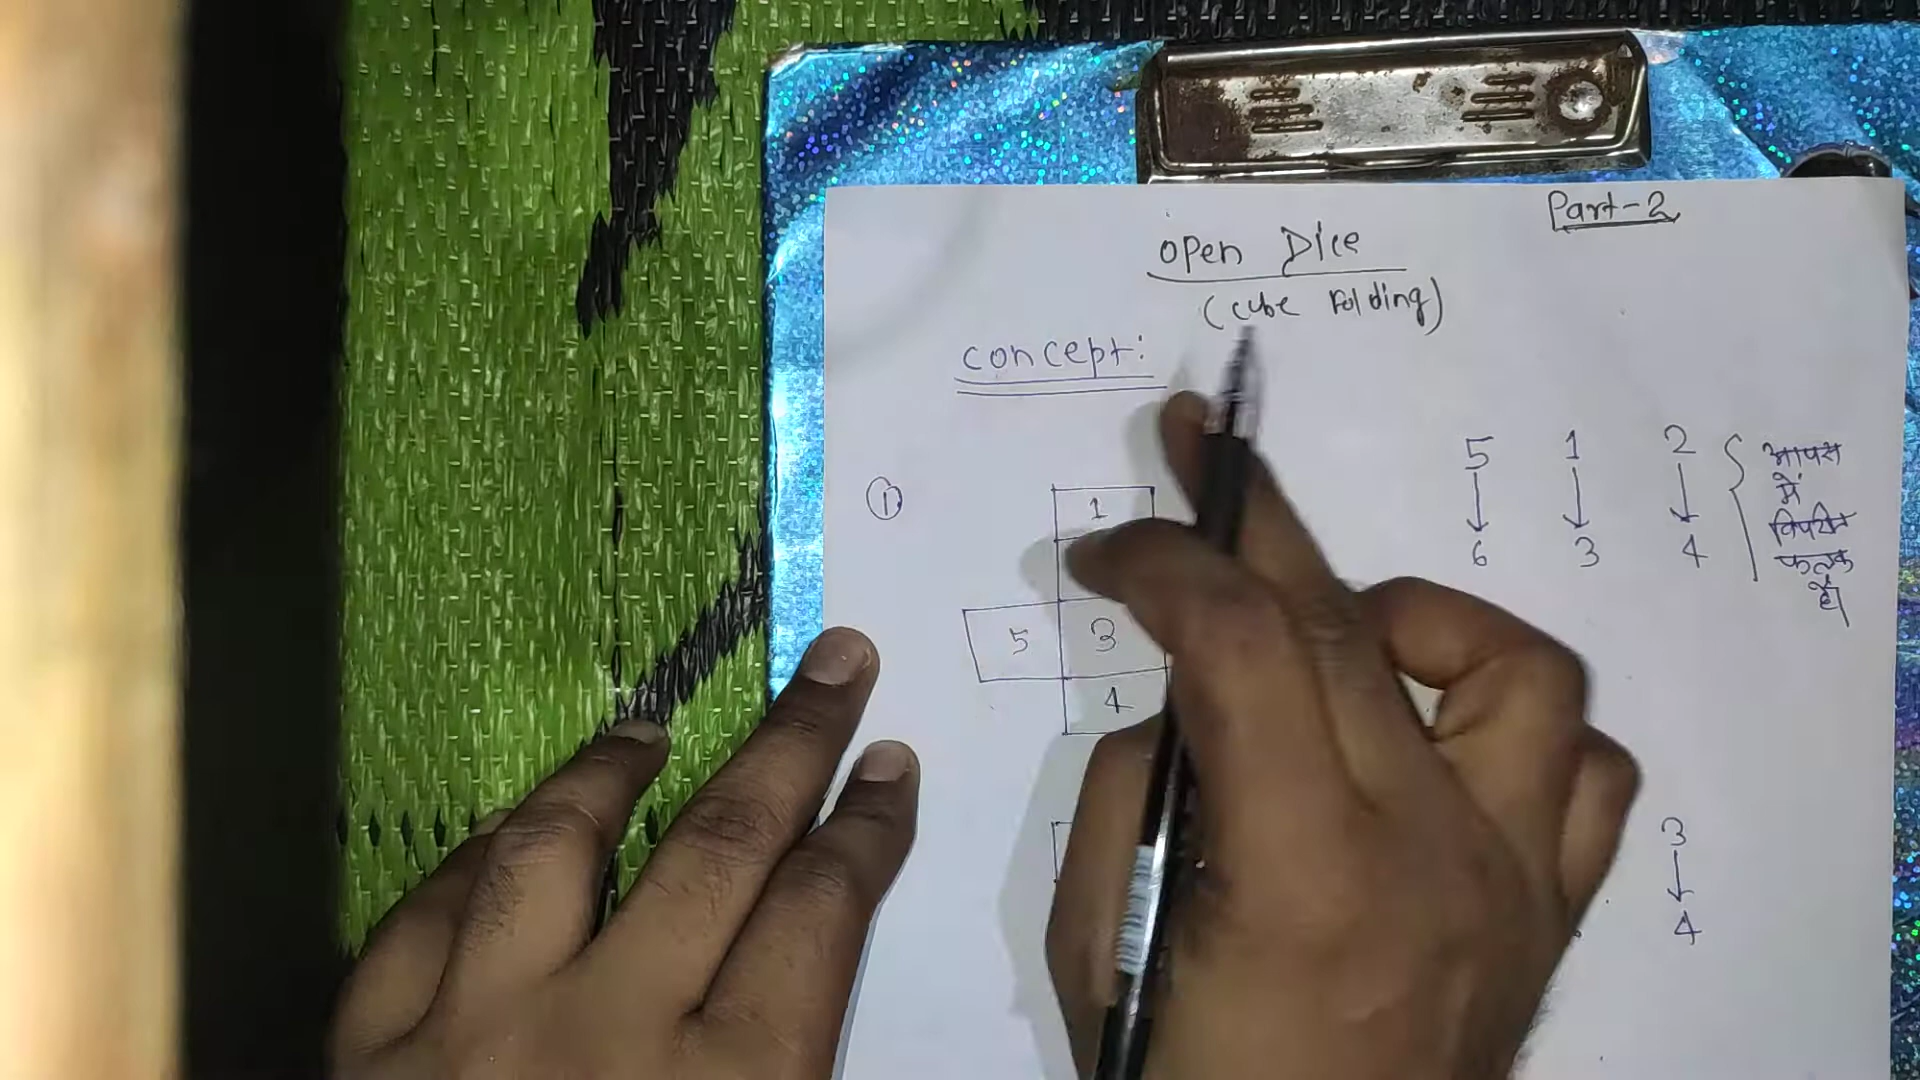 Part-2
open Dice
(cube Folding)
concept:
5 1 2 आपस
में
① 1
विपरीत
6 3 4 फलक
है।
5 3
4
3
4